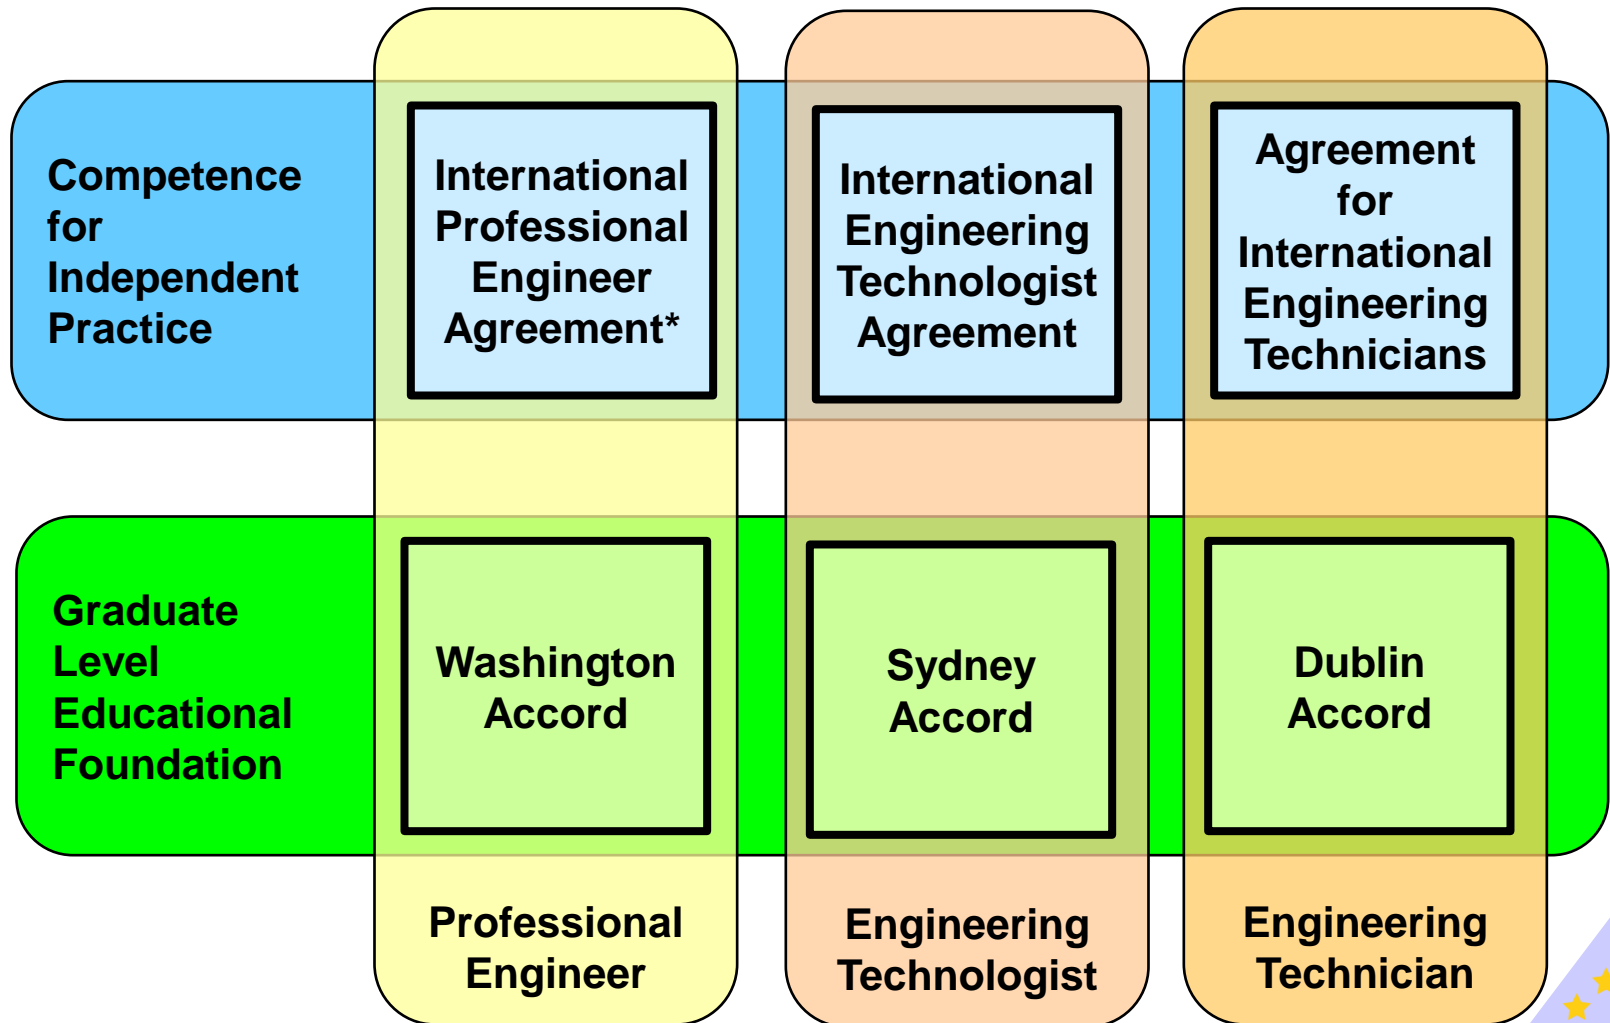 Competence
for
Independent
Practice
International
Professional
Engineer
Agreement*
International
Engineering
Technologist
Agreement
Agreement
for
International
Engineering
Technicians
Graduate
Level
Educational
Foundation
Washington
Accord
Sydney
Accord
Dublin
Accord
Professional
Engineer
Engineering
Technologist
Engineering
Technician